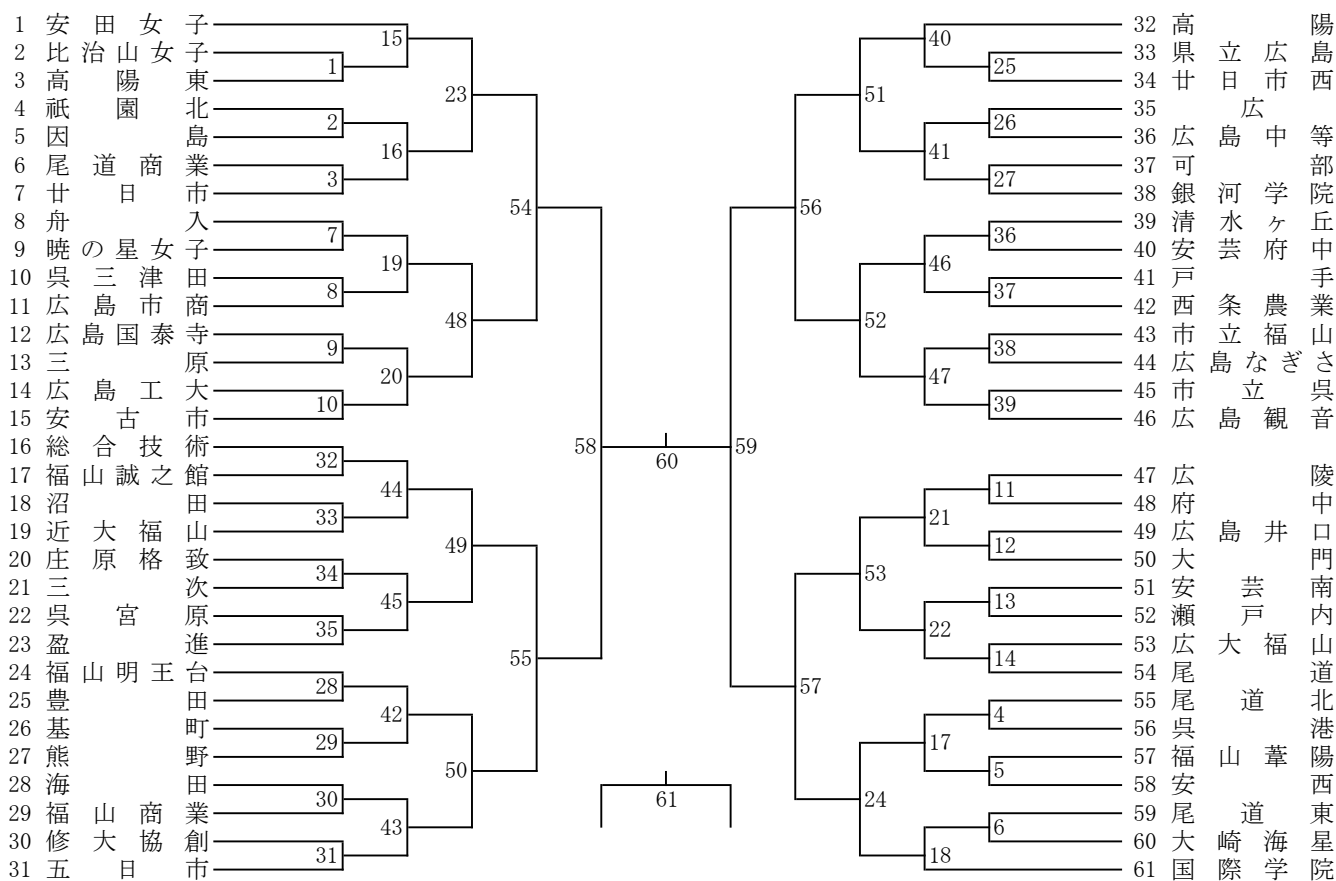 1 安田女子
2 比治山女子
3 高陽東
4 祇園北
5 因島
6 尾道商業
7 廿日市
8 舟入
9 暁の星女子
10 呉三津田
11 広島市商
12 広島国泰寺
13 三原
14 広島工大
15 安古市
16 総合技術
17 福山誠之館
18 沼田
19 近大福山
20 庄原格致
21 三次
22 呉宮原
23 盈進
24 福山明王台
25 豊田
26 基町
27 熊野
28 海田
29 福山商業
30 修大協創
31 五日市
15
1
2
16
3
23
7
19
8
9
20
10
48
54
32
44
33
34
45
35
49
28
42
29
30
43
31
50
55
58
60
61
59
40
25
51
26
41
27
56
36
46
37
52
38
47
39
11
21
12
53
13
22
14
57
4
17
5
24
6
18
32 高陽
33 県立広島
34 廿日市西
35 広
36 広島中等
37 可部
38 銀河学院
39 清水ヶ丘
40 安芸府中
41 戸手
42 西条農業
43 市立福山
44 広島なぎさ
45 市立呉
46 広島観音
47 広陵
48 府中
49 広島井口
50 大門
51 安芸南
52 瀬戸内
53 広大福山
54 尾道
55 尾道北
56 呉港
57 福山葦陽
58 安西
59 尾道東
60 大崎海星
61 国際学院